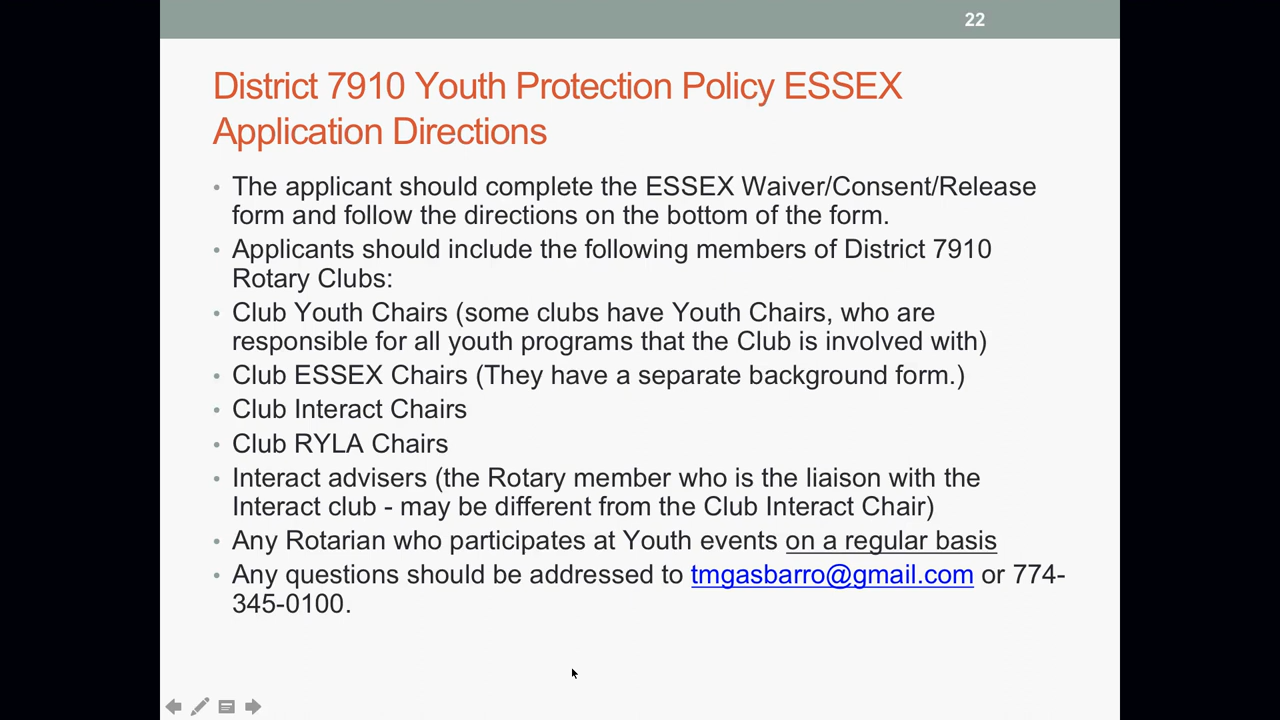 22
District 7910 Youth Protection Policy ESSEX
Application Directions
• The applicant should complete the ESSEX Waiver/Consent/Release
form and follow the directions on the bottom of the form.
• Applicants should include the following members of District 7910
Rotary Clubs:
• Club Youth Chairs (some clubs have Youth Chairs, who are
responsible for all youth programs that the Club is involved with)
• Club ESSEX Chairs (They have a separate background form.)
• Club Interact Chairs
• Club RYLA Chairs
• Interact advisers (the Rotary member who is the liaison with the
Interact club - may be different from the Club Interact Chair)
• Any Rotarian who participates at Youth events on a regular basis
• Any questions should be addressed to tmgasbarro@gmail.com or 774-
345-0100.